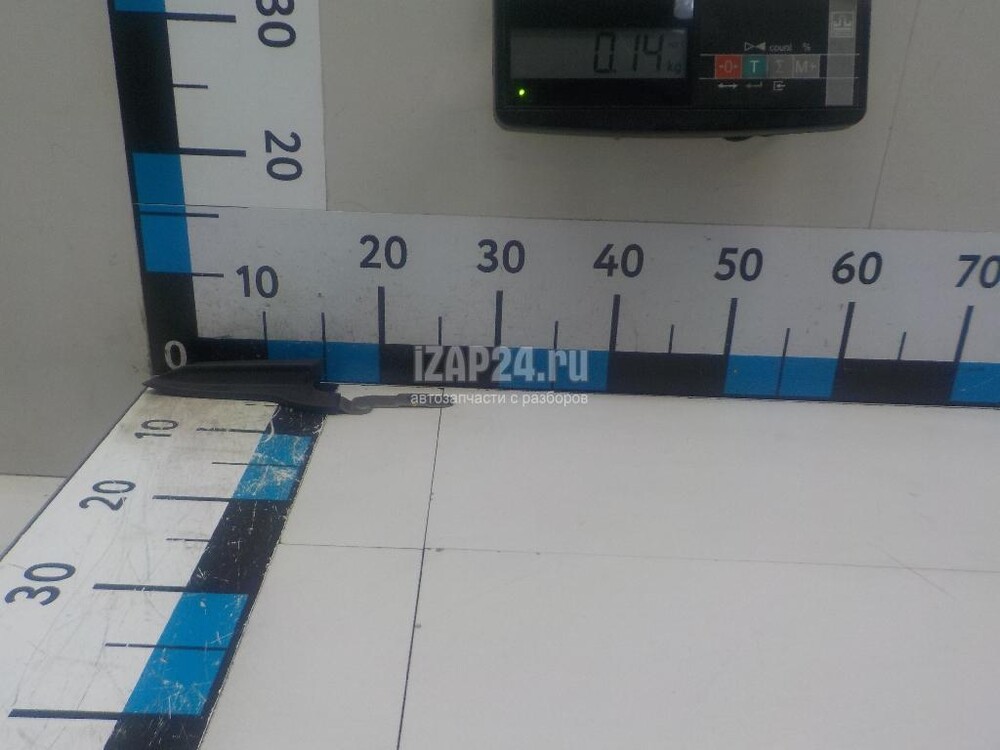 30
0.14 kg
count %
→0← T Σ M+
20
10 20 30 40 50 60 70
0
iZAP24.ru
автозапчасти с разборов
10
20
30